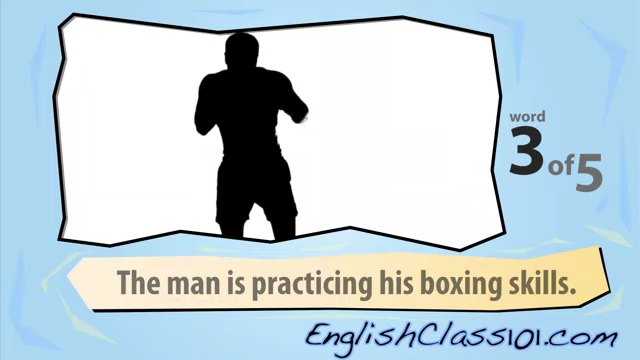 word
3 of 5
The man is practicing his boxing skills.
EnglishClass101.com